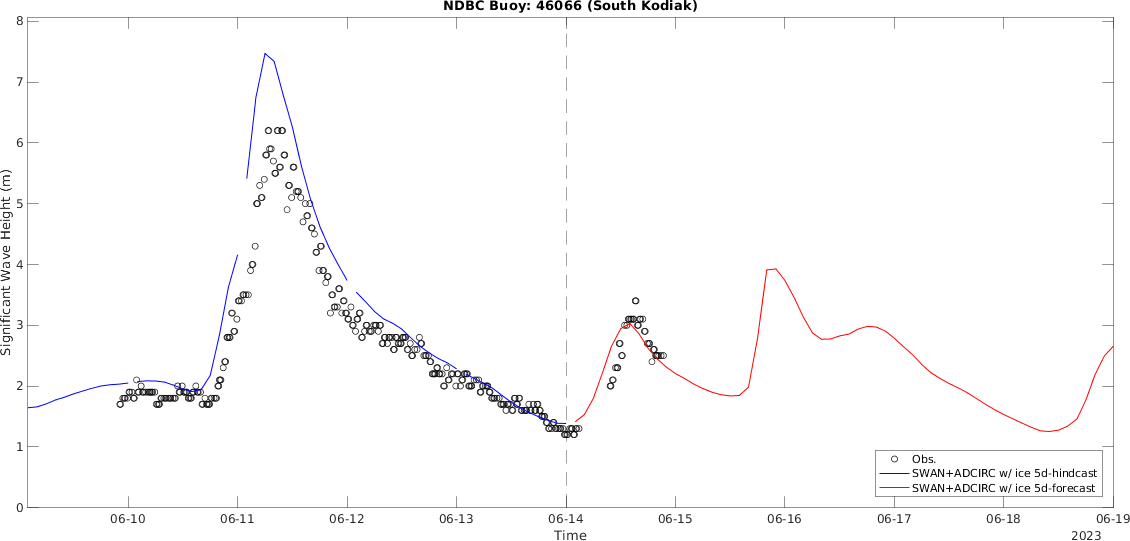 NDBC Buoy: 46066 (South Kodiak)
8
7
6
5
4
3
2
1
0
Significant Wave Height (m)
06-10 06-11 06-12 06-13 06-14 06-15 06-16 06-17 06-18 06-19
Time
2023
Obs.
SWAN+ADCIRC w/ ice 5d-hindcast
SWAN+ADCIRC w/ ice 5d-forecast